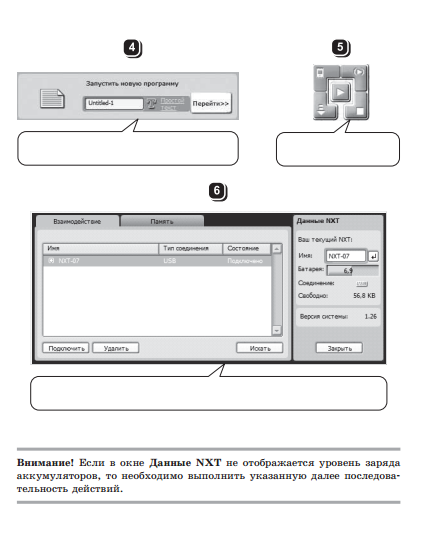 4
5
Запустить новую программу
Untitled-1
Перейти>>
6
Взаимодействие
Память
Данные NXT
Ваш текущий NXT:
Имя
Тип соединения
Состояние
Имя:
NXT-07
NXT-07
USB
Подключено
Батарея:
6,9
Соединение:
Свободно:
56,8 KB
Версия системы:
1.26
Подключить
Удалить
Искать
Закрыть
Внимание! Если в окне Данные NXT не отображается уровень заряда
аккумуляторов, то необходимо выполнить указанную далее последова-
тельность действий.